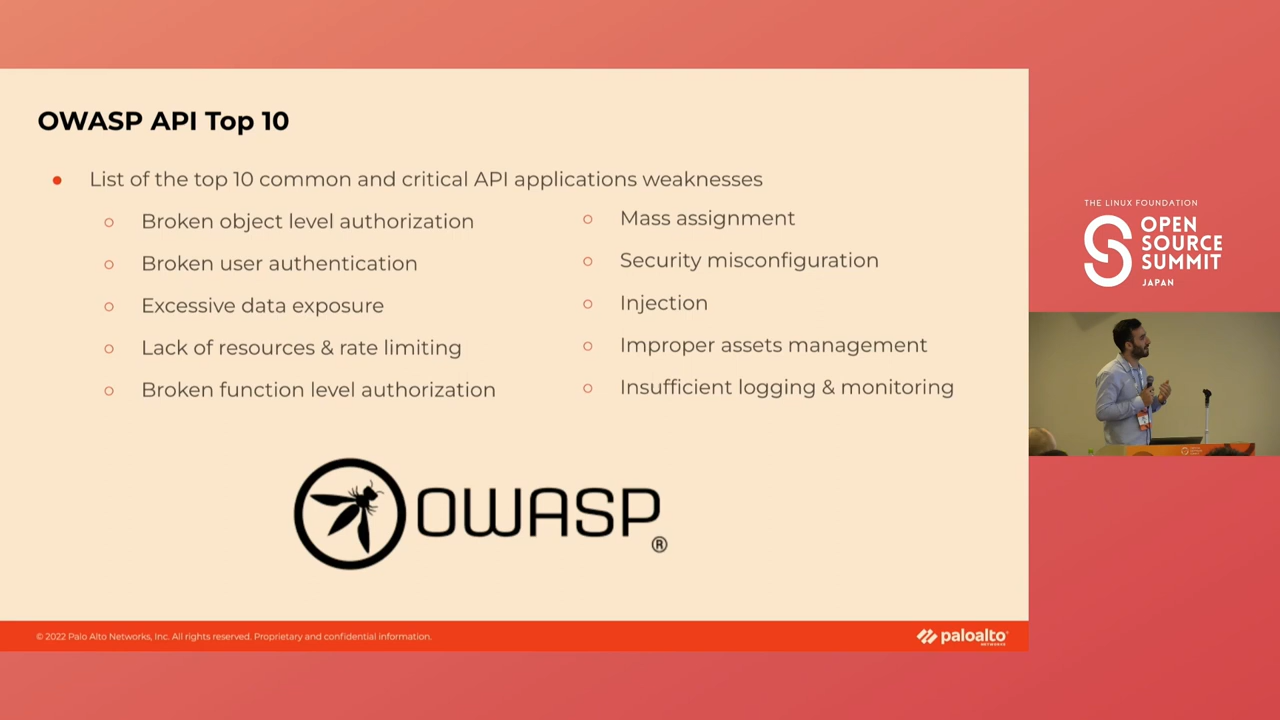 OWASP API Top 10
List of the top 10 common and critical API applications weaknesses
Broken object level authorization
Broken user authentication
Excessive data exposure
Lack of resources & rate limiting
Broken function level authorization
Mass assignment
Security misconfiguration
Injection
Improper assets management
Insufficient logging & monitoring
OWASP
®
© 2022 Palo Alto Networks, Inc. All rights reserved. Proprietary and confidential information.
paloalto
NETWORKS
THE LINUX FOUNDATION
OPEN
SOURCE
SUMMIT
JAPAN